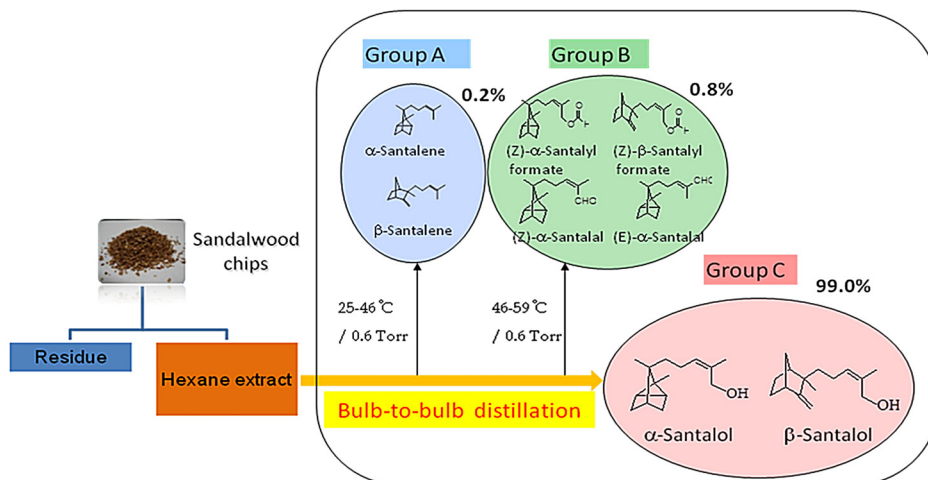 Group A
Group B
0.2%
0.8%
α-Santalene
(Z)-α-Santalyl
formate
(Z)-β-Santalyl
formate
O
O
O
O
CHO
CHO
β-Santalene
(Z)-α-Santalal
(E)-α-Santalal
Sandalwood
chips
Group C
99.0%
25-46℃
/ 0.6 Torr
46-59℃
/ 0.6 Torr
Residue
Hexane extract
Bulb-to-bulb distillation
OH
OH
α-Santalol
β-Santalol